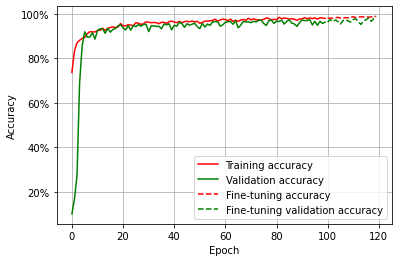 100%
80%
60%
40%
20%
Accuracy
Training accuracy
Validation accuracy
Fine-tuning accuracy
Fine-tuning validation accuracy
0 20 40 60 80 100 120
Epoch